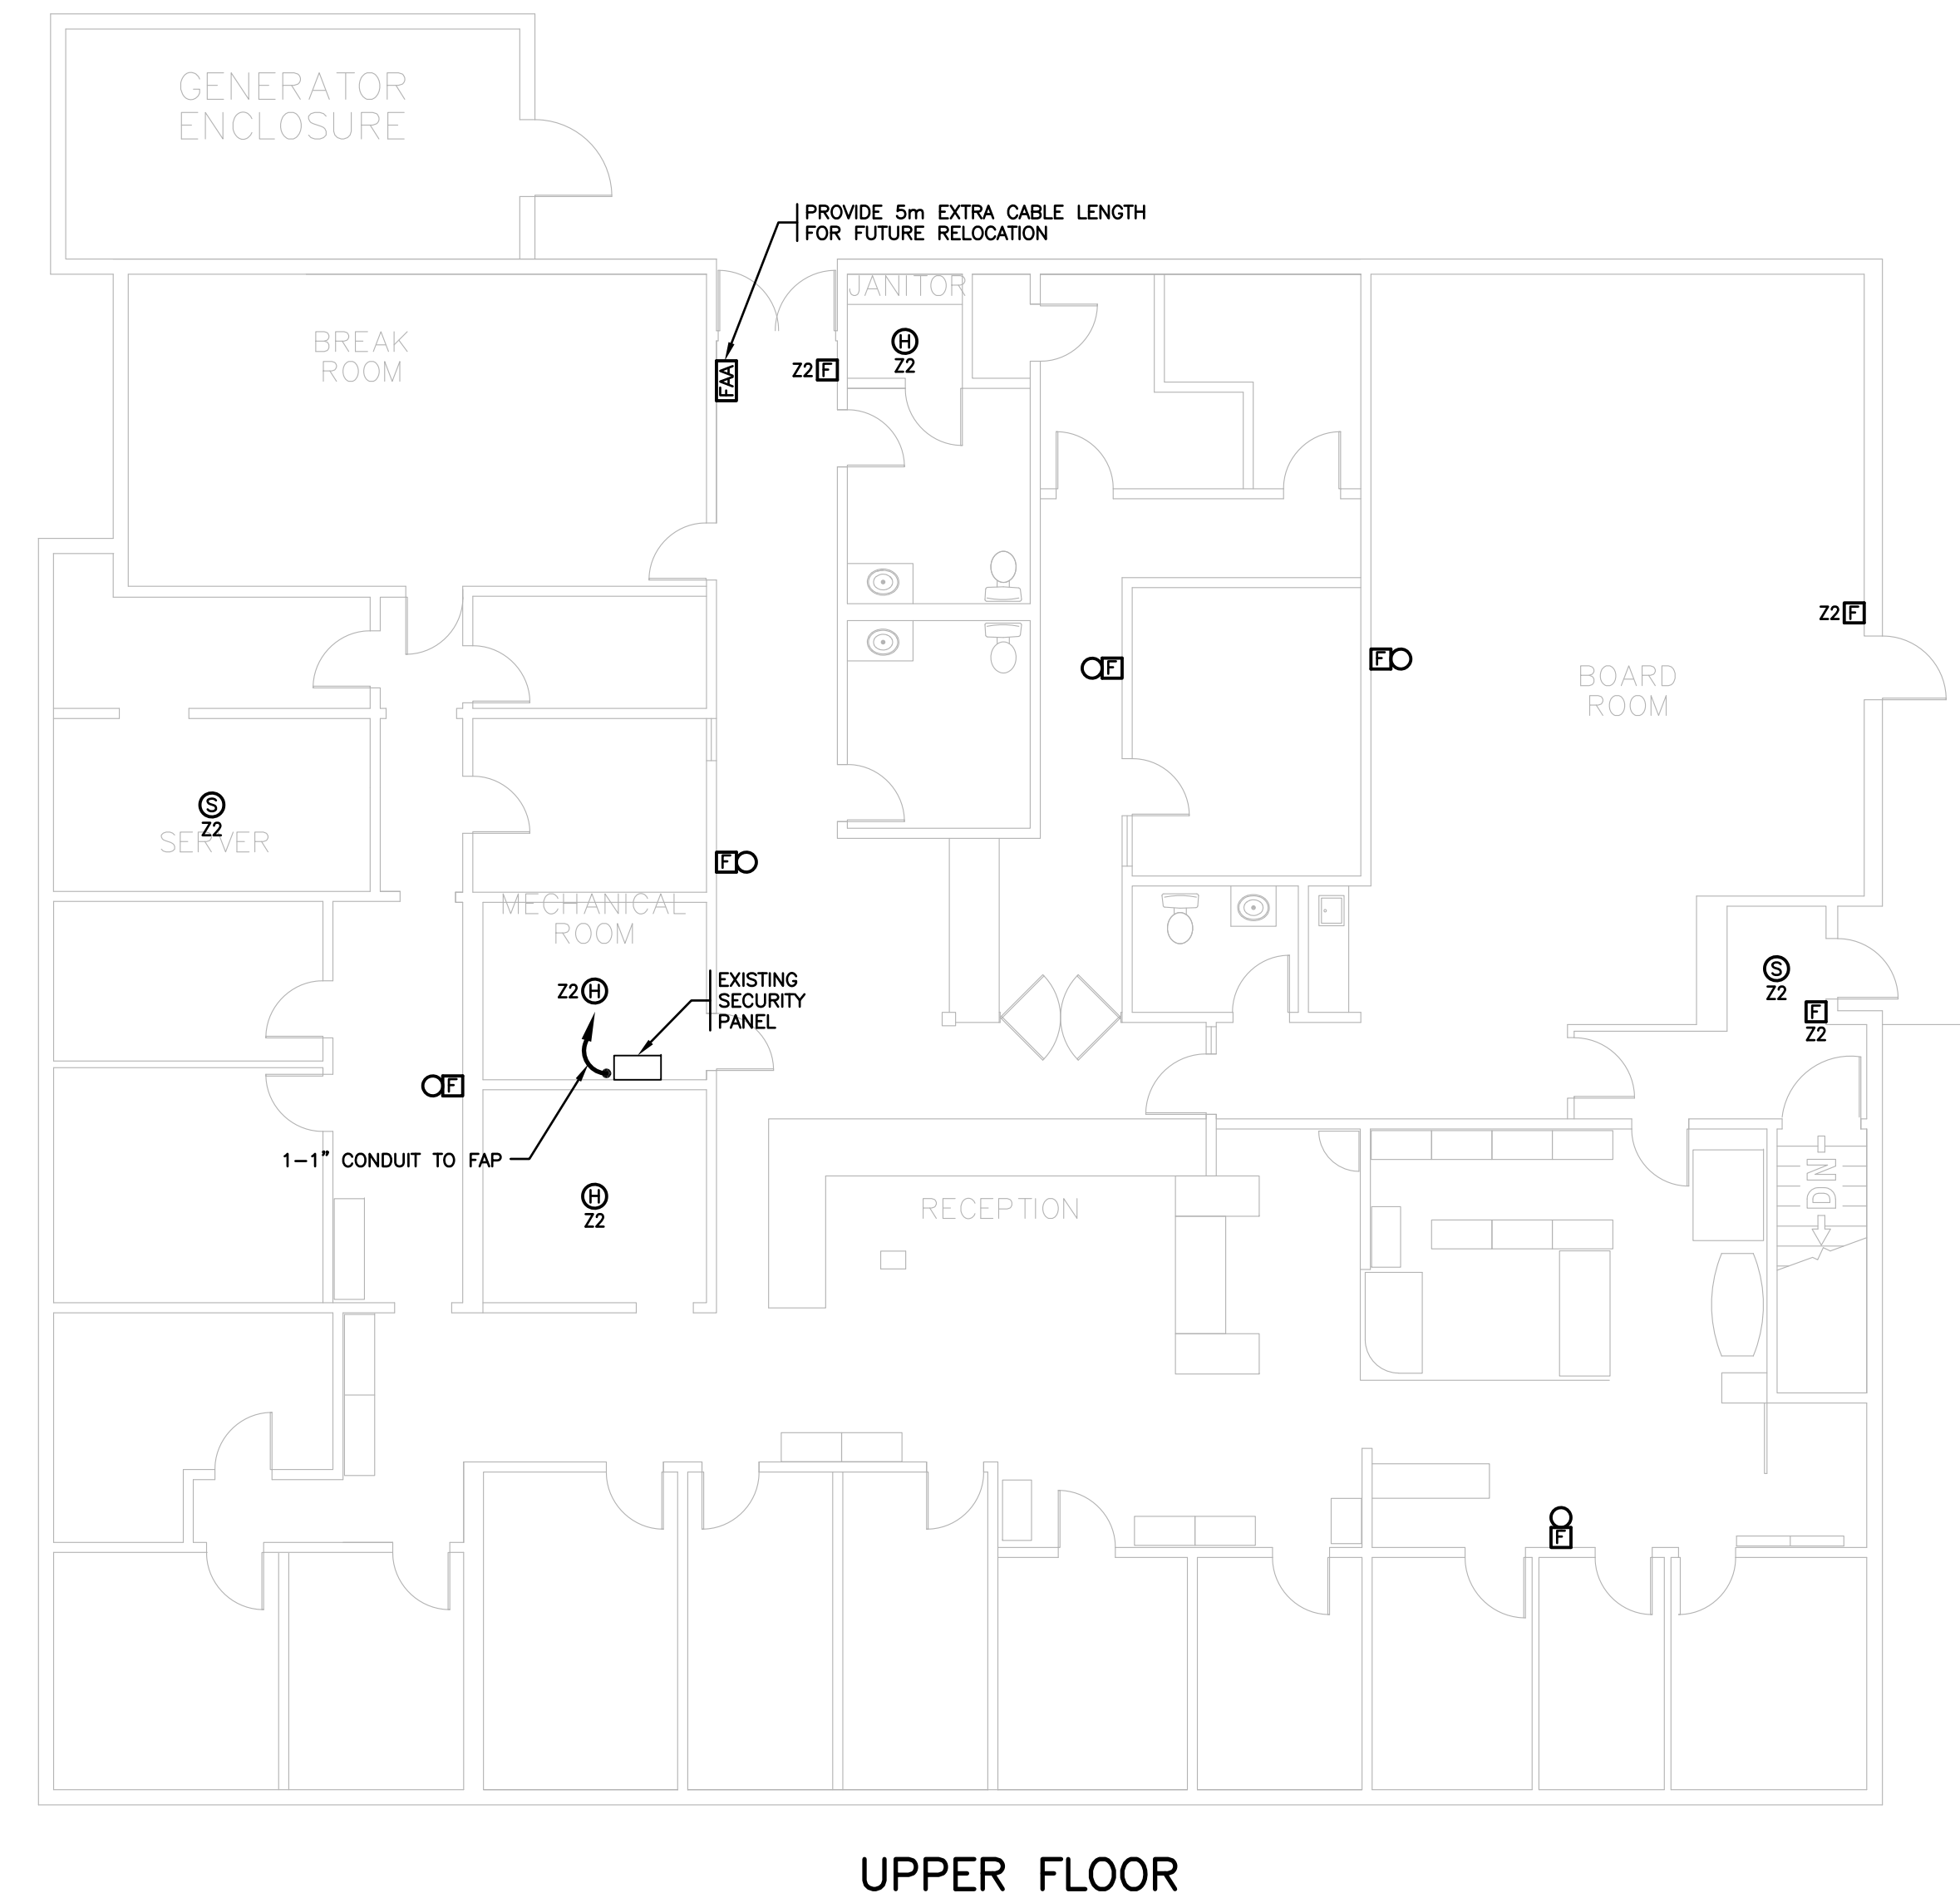 GENERATOR
ENCLOSURE
PROVIDE 5m EXTRA CABLE LENGTH
FOR FUTURE RELOCATION
JANITOR
BREAK
ROOM
H
Z2
Z2 F
FAA
Z2 F
F
F
BOARD
ROOM
S
Z2
SERVER
F
MECHANICAL
ROOM
Z2 H
EXISTING
SECURITY
PANEL
S
Z2
F
Z2
F
1-1" CONDUIT TO FAP
H
Z2
RECEPTION
DN
F
UPPER FLOOR